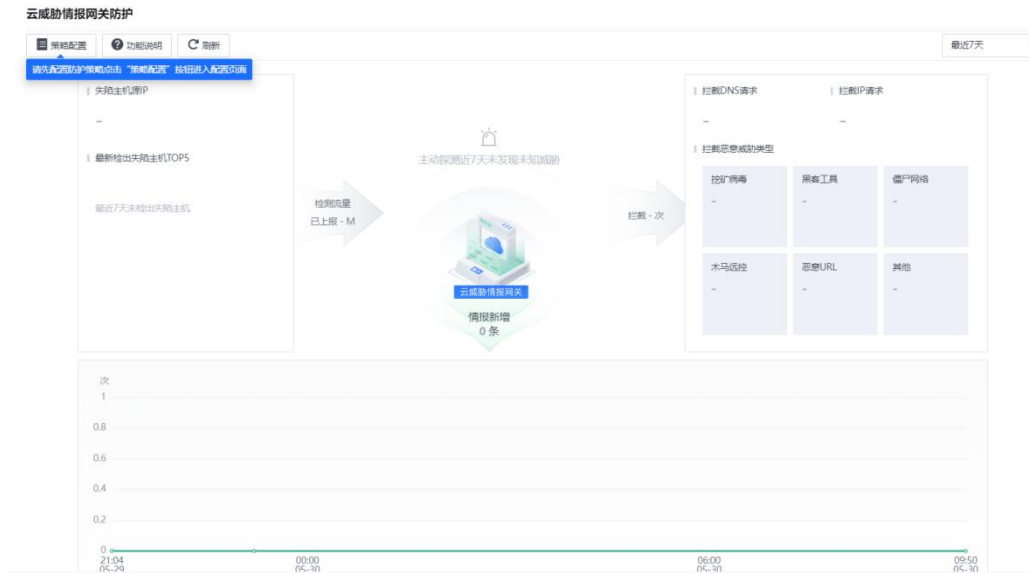 云威胁情报网关防护
策略配置 功能说明 刷新 最近7天
请先配置防护策略点击“策略配置”按钮进入配置页面
失陷主机源IP
-
最新检出失陷主机TOP5
最近7天未检出失陷主机
检测流量
已上报 - M
主动探测近7天未发现未知威胁
云威胁情报网关
情报新增
0 条
拦截 - 次
拦截DNS请求 拦截IP请求
- -
拦截恶意威胁类型
挖矿病毒 黑客工具 僵尸网络
- - -
木马远控 恶意URL 其他
- - -
次
1
0.8
0.6
0.4
0.2
0
21:04 00:00 06:00 09:50
05-29 05-30 05-30 05-30